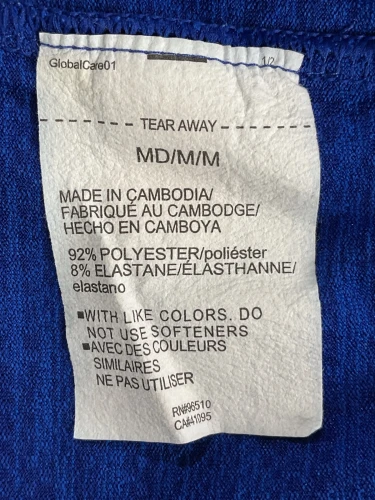 GlobalCare01 1/2
TEAR AWAY
MD/M/M
MADE IN CAMBODIA/
FABRIQUÉ AU CAMBODGE/
HECHO EN CAMBOYA
92% POLYESTER/poliéster
8% ELASTANE/ÉLASTHANNE/
elastano
▪WITH LIKE COLORS. DO
NOT USE SOFTENERS
▪AVEC DES COULEURS
SIMILAIRES
NE PAS UTILISER
RN#96510
CA#41095